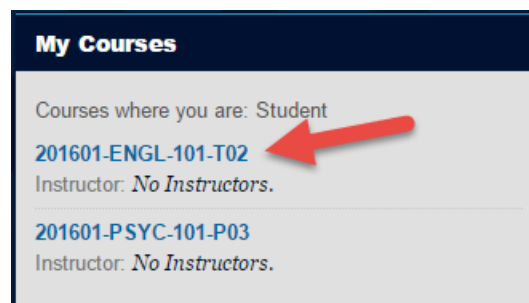 My Courses
Courses where you are: Student
201601-ENGL-101-T02
Instructor: No Instructors.
201601-PSYC-101-P03
Instructor: No Instructors.